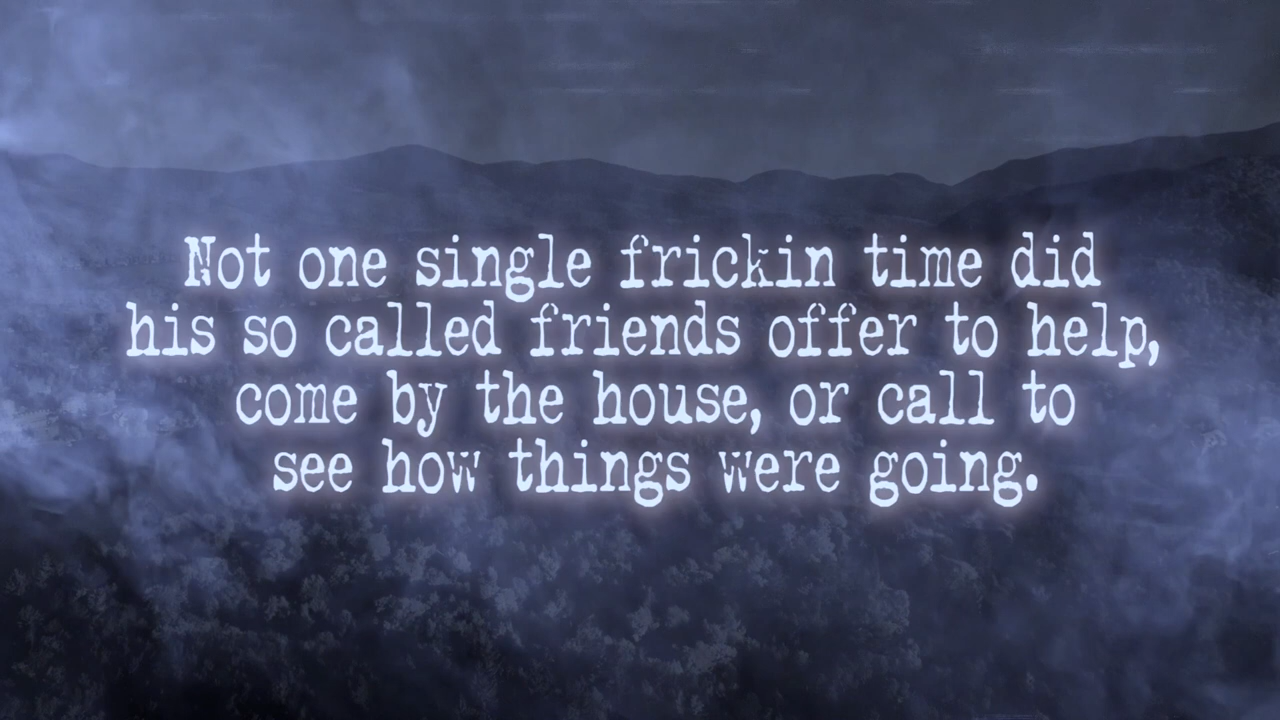 Not one single frickin time did
his so called friends offer to help,
come by the house, or call to
see how things were going.